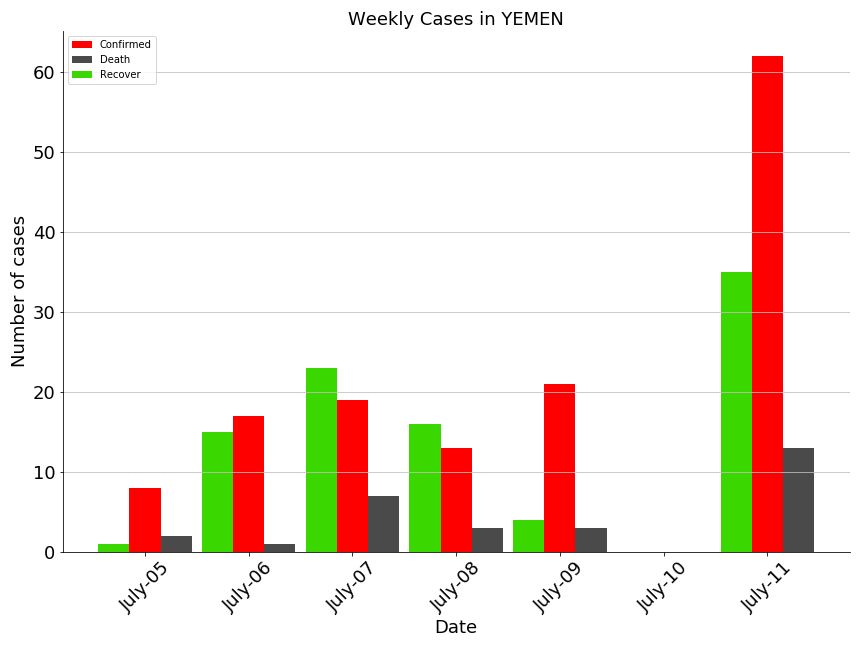 Weekly Cases in YEMEN
Confirmed
Death
Recover
Number of cases
60
50
40
30
20
10
0
July-05
July-06
July-07
July-08
July-09
July-10
July-11
Date